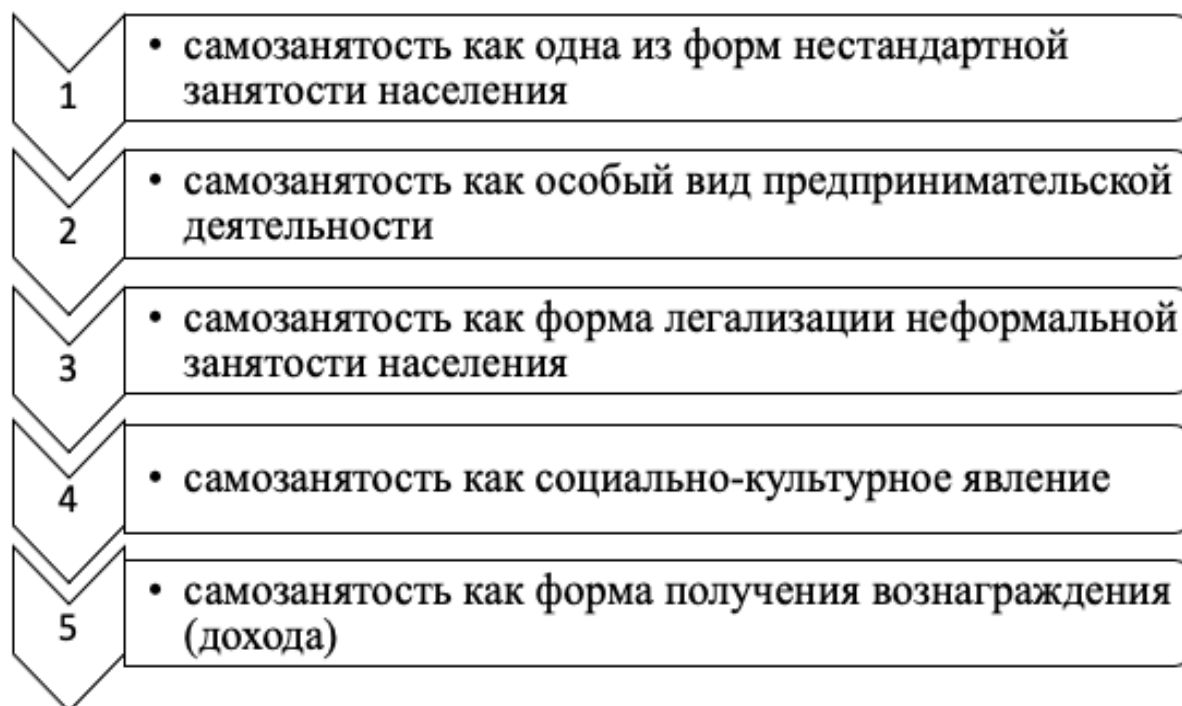 1
• самозанятость как одна из форм нестандартной
занятости населения
2
• самозанятость как особый вид предпринимательской
деятельности
3
• самозанятость как форма легализации неформальной
занятости населения
4
• самозанятость как социально-культурное явление
5
• самозанятость как форма получения вознаграждения
(дохода)